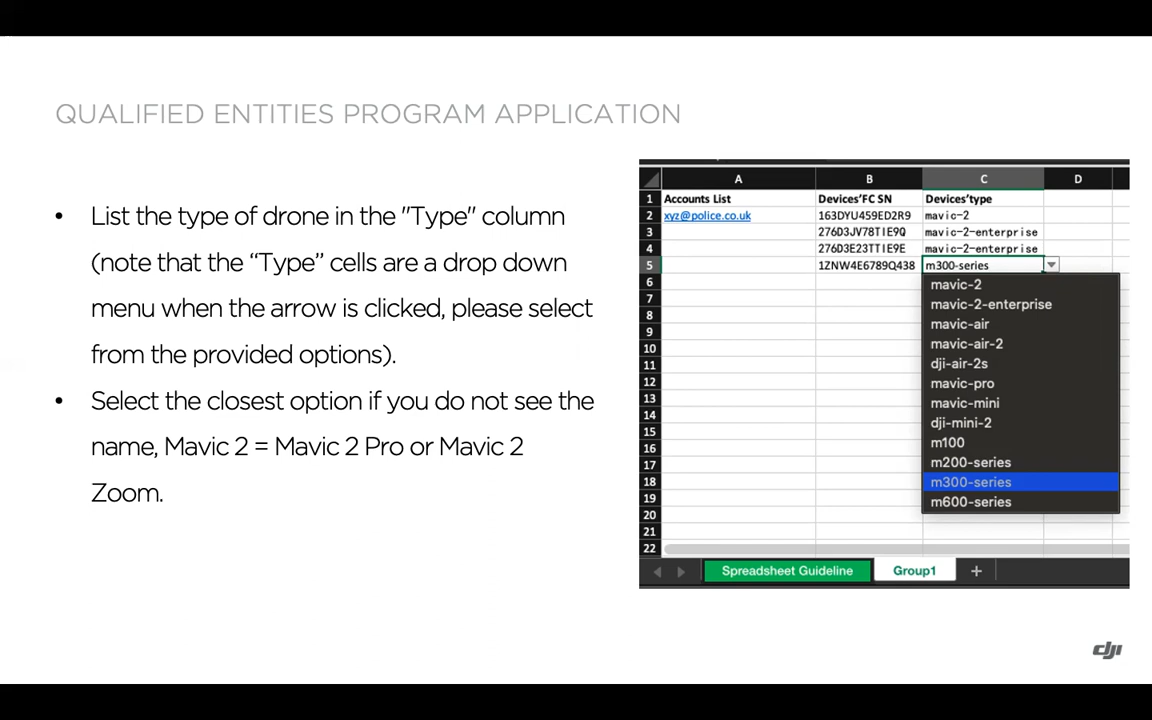 QUALIFIED ENTITIES PROGRAM APPLICATION
• List the type of drone in the "Type" column
(note that the “Type” cells are a drop down
menu when the arrow is clicked, please select
from the provided options).
• Select the closest option if you do not see the
name, Mavic 2 = Mavic 2 Pro or Mavic 2
Zoom.
A B C D
1 Accounts List Devices’FC SN Devices’type
2 xyz@police.co.uk 163DYU459ED2R9 mavic-2
3 276D3JV78TIE9Q mavic-2-enterprise
4 276D3E23TTIE9E mavic-2-enterprise
5 1ZNW4E6789Q438 m300-series
6 mavic-2
7 mavic-2-enterprise
8 mavic-air
9 mavic-air-2
10 dji-air-2s
11 mavic-pro
12 mavic-mini
13 dji-mini-2
14 m100
15 m200-series
16 m300-series
17 m600-series
18
19
20
21
22
Spreadsheet Guideline Group1 +
dji